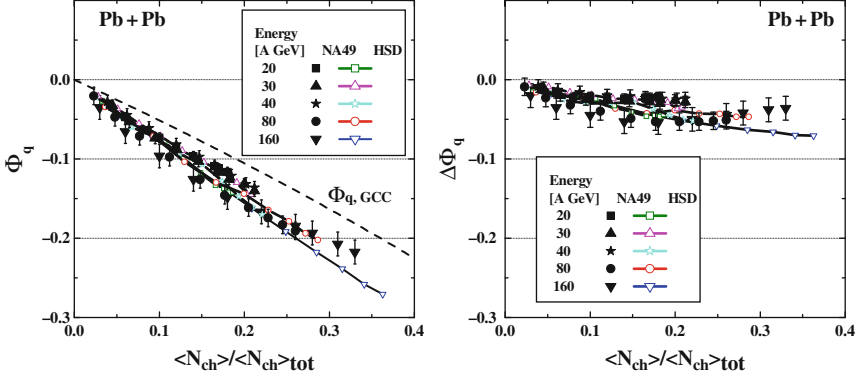 Pb+Pb
Energy
[A GeV] NA49 HSD
20
30
40
80
160
0.0
−0.1
−0.2
−0.3
Φq
Φq, GCC
0.0 0.1 0.2 0.3 0.4
<Nch>/<Nch>tot
Pb+Pb
0.0
−0.1
−0.2
−0.3
ΔΦq
Energy
[A GeV] NA49 HSD
20
30
40
80
160
0.0 0.1 0.2 0.3 0.4
<Nch>/<Nch>tot